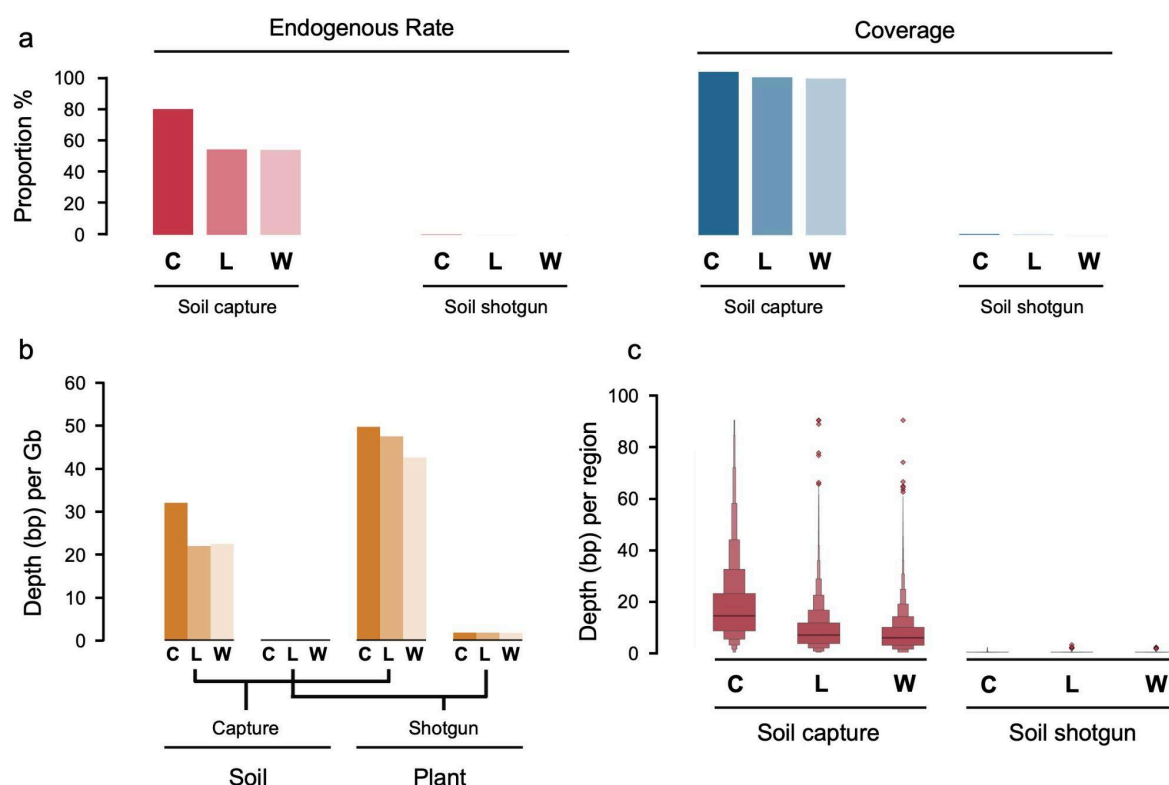 a
Endogenous Rate
Coverage
Proportion %
100
80
60
40
20
0
C L W
C L W
C L W
C L W
Soil capture
Soil shotgun
Soil capture
Soil shotgun
b
Depth (bp) per Gb
60
50
40
30
20
10
0
C L W
C L W
C L W
C L W
Capture
Shotgun
Soil
Plant
c
Depth (bp) per region
100
80
60
40
20
0
C L W
C L W
Soil capture
Soil shotgun